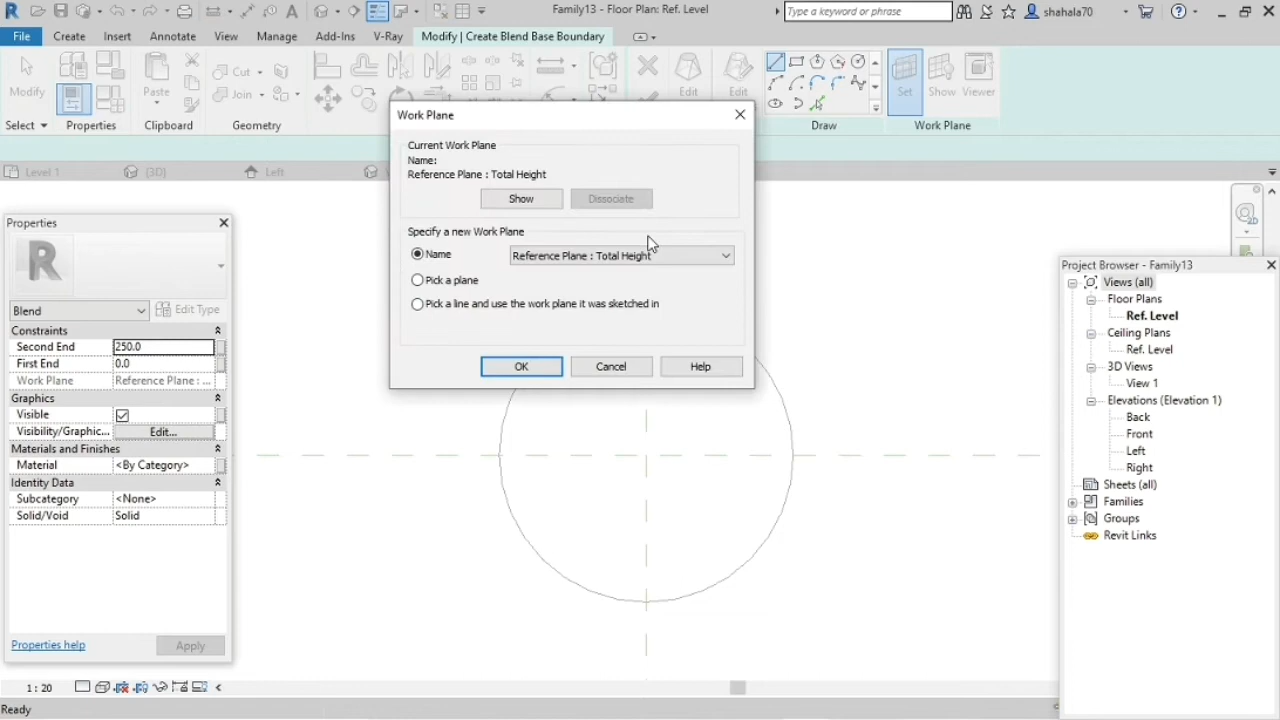 Family13 - Floor Plan: Ref. Level
Type a keyword or phrase
shahala70
File
Create
Insert
Annotate
View
Manage
Add-Ins
V-Ray
Modify | Create Blend Base Boundary
Modify
Paste
Cut
Join
Edit
Edit
Set
Show
Viewer
Select
Properties
Clipboard
Geometry
Draw
Work Plane
Level 1
{3D}
Left
Work Plane
Current Work Plane
Name:
Reference Plane : Total Height
Show
Dissociate
Specify a new Work Plane
Name
Reference Plane : Total Height
Pick a plane
Pick a line and use the work plane it was sketched in
OK
Cancel
Help
Properties
Blend
Edit Type
Constraints
Second End 250.0
First End 0.0
Work Plane Reference Plane : ...
Graphics
Visible
Visibility/Graphic... Edit...
Materials and Finishes
Material <By Category>
Identity Data
Subcategory <None>
Solid/Void Solid
Properties help
Apply
Project Browser - Family13
Views (all)
Floor Plans
Ref. Level
Ceiling Plans
Ref. Level
3D Views
View 1
Elevations (Elevation 1)
Back
Front
Left
Right
Sheets (all)
Families
Groups
Revit Links
1 : 20
Ready